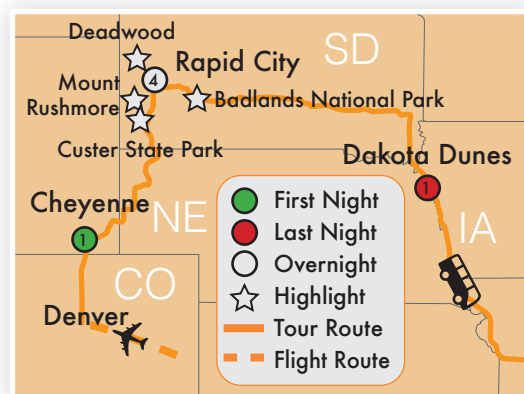 Deadwood
SD
4
Rapid City
Mount
Rushmore
Badlands National Park
Custer State Park
Dakota Dunes
1
Cheyenne
1
NE
IA
CO
Denver
First Night
Last Night
Overnight
Highlight
Tour Route
Flight Route